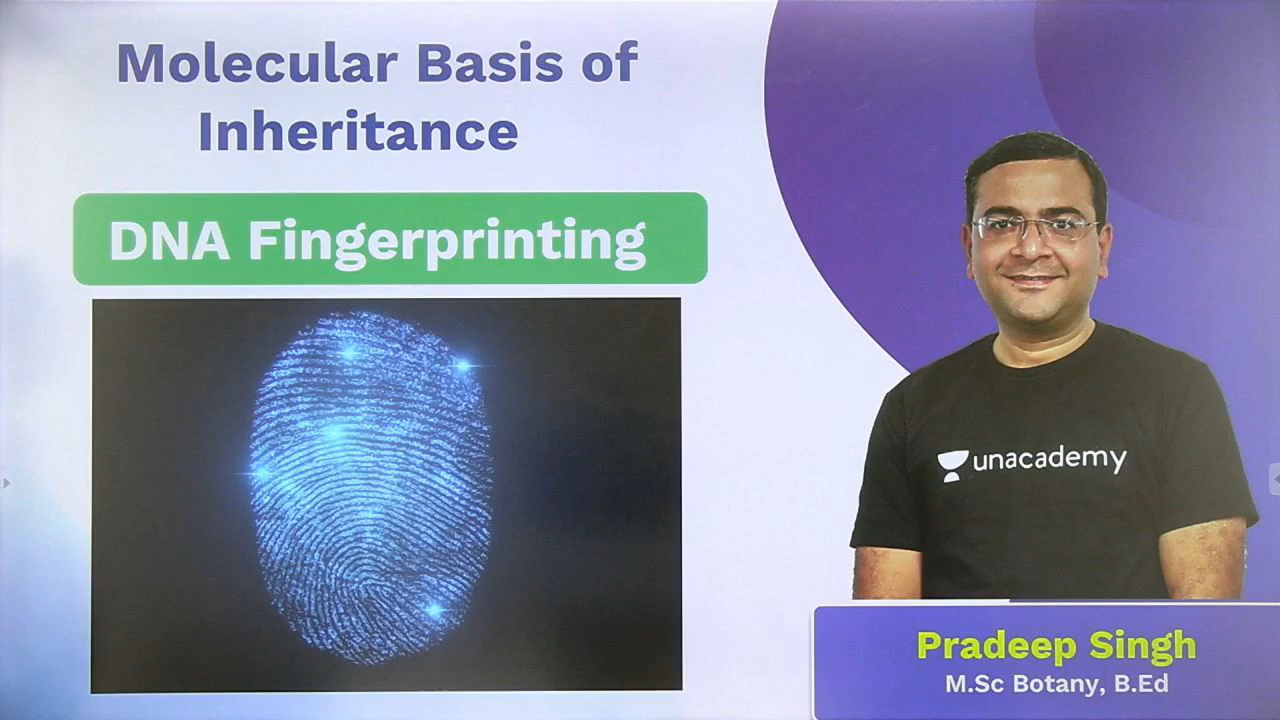 Molecular Basis of
Inheritance
DNA Fingerprinting
unacademy
Pradeep Singh
M.Sc Botany, B.Ed